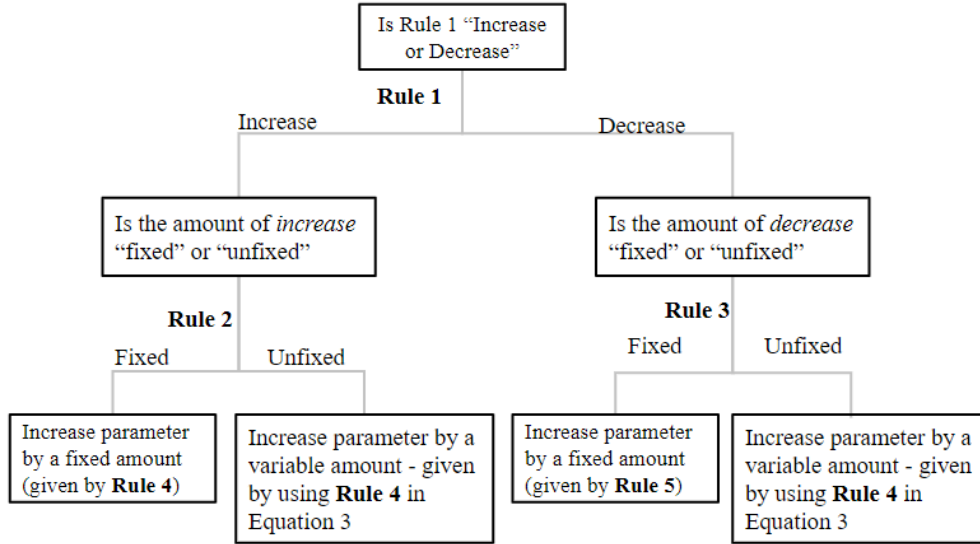 Is Rule 1 “Increase
or Decrease”
Rule 1
Increase
Decrease
Is the amount of increase
“fixed” or “unfixed”
Is the amount of decrease
“fixed” or “unfixed”
Rule 2
Rule 3
Fixed
Unfixed
Fixed
Unfixed
Increase parameter
by a fixed amount
(given by Rule 4)
Increase parameter by a
variable amount - given
by using Rule 4 in
Equation 3
Increase parameter
by a fixed amount
(given by Rule 5)
Increase parameter by a
variable amount - given
by using Rule 4 in
Equation 3